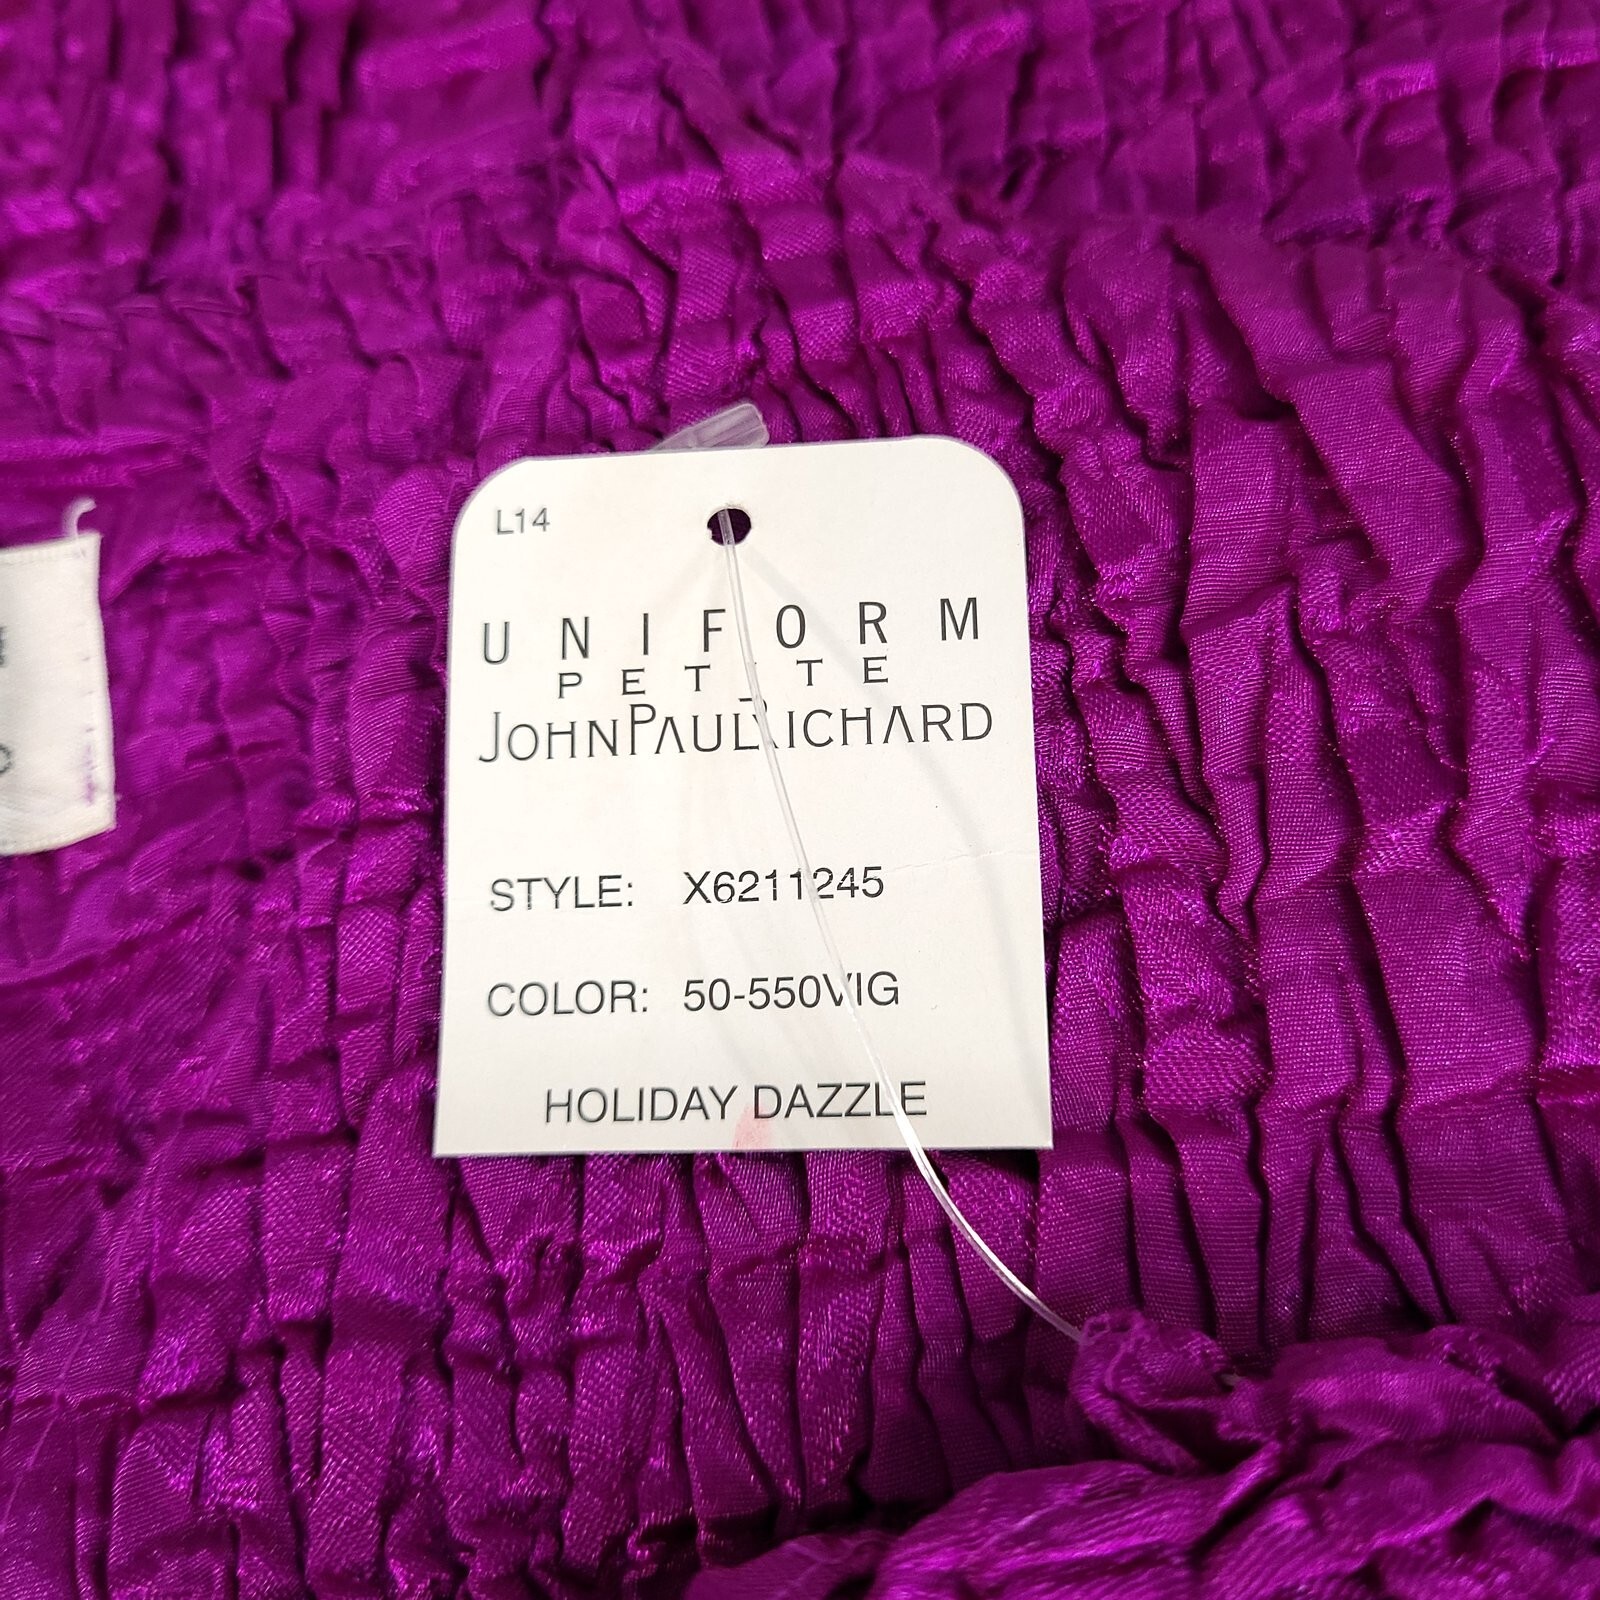 L14
UNIFORM
PETITE
JOHNPAULRICHARD
STYLE: X6211245
COLOR: 50-550VIG
HOLIDAY DAZZLE